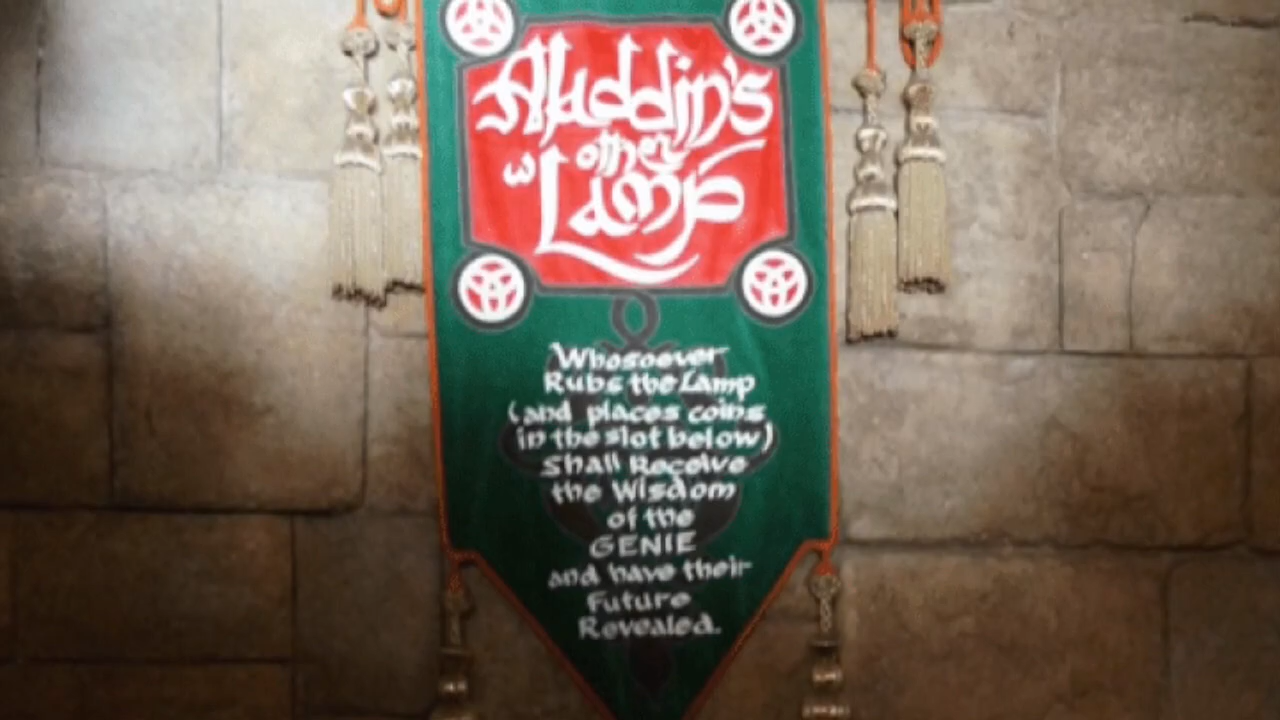 Aladdin's
other
Lamp
Whosoever
Rubs the Lamp
(and places coins
in the slot below)
Shall Receive
the Wisdom
of the
GENIE
and have their
Future
Revealed.